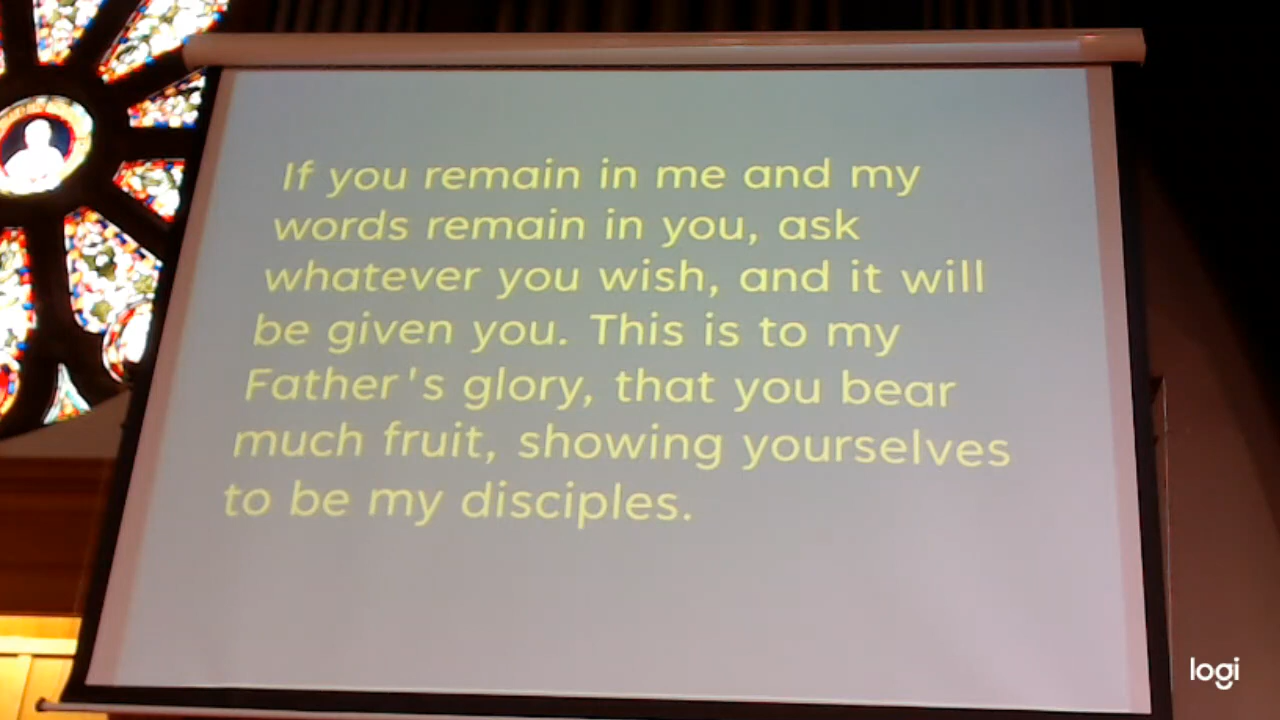 If you remain in me and my
words remain in you, ask
whatever you wish, and it will
be given you. This is to my
Father's glory, that you bear
much fruit, showing yourselves
to be my disciples.
logi